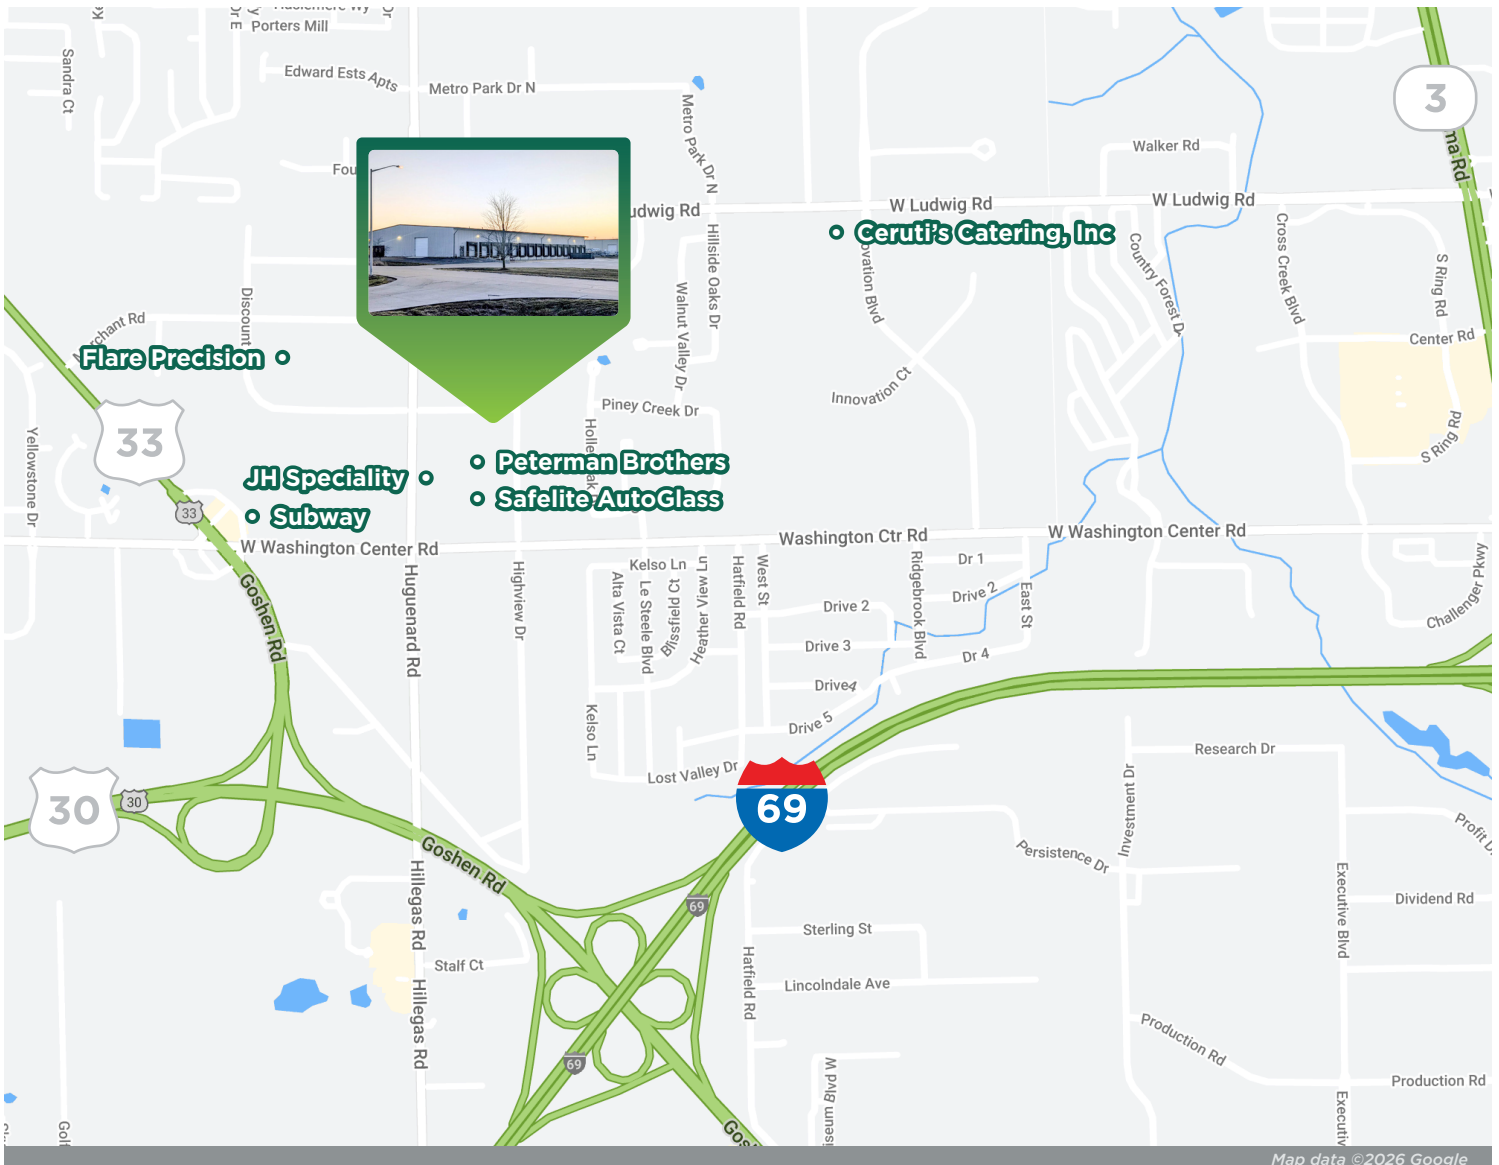 Porters Mill
Dr E
Sandra Ct
Edward Ests Apts
Metro Park Dr N
3
Metro Park Dr N
Walker Rd
W Ludwig Rd
W Ludwig Rd
Ceruti's Catering, Inc
Hillside Oaks Dr
Walnut Valley Dr
Country Forest Dr
Cross Creek Blvd
S Ring Rd
Center Rd
Discount
Flare Precision
Innovation Ct
Piney Creek Dr
S Ring Rd
33
Yellowstone Dr
Peterman Brothers
JH Speciality
Safelite AutoGlass
33
Subway
W Washington Center Rd
Washington Ctr Rd
W Washington Center Rd
Goshen Rd
Huguenard Rd
Highview Dr
Kelso Ln
Alta Vista Ct
Le Steele Blvd
Blissfield Ct
Heather View Ln
Hatfield Rd
West St
Dr 1
Drive 2
Drive 2
Ridgebrook Blvd
East St
Drive 3
Dr 4
Drive4
Drive 5
Challenger Pkwy
Kelso Ln
Lost Valley Dr
Research Dr
Investment Dr
69
30
30
Goshen Rd
Persistence Dr
Hillegas Rd
69
Executive Blvd
Dividend Rd
Sterling St
Stalf Ct
Hatfield Rd
Lincolndale Ave
Hillegas Rd
69
Production Rd
Production Rd
Map data ©2026 Google